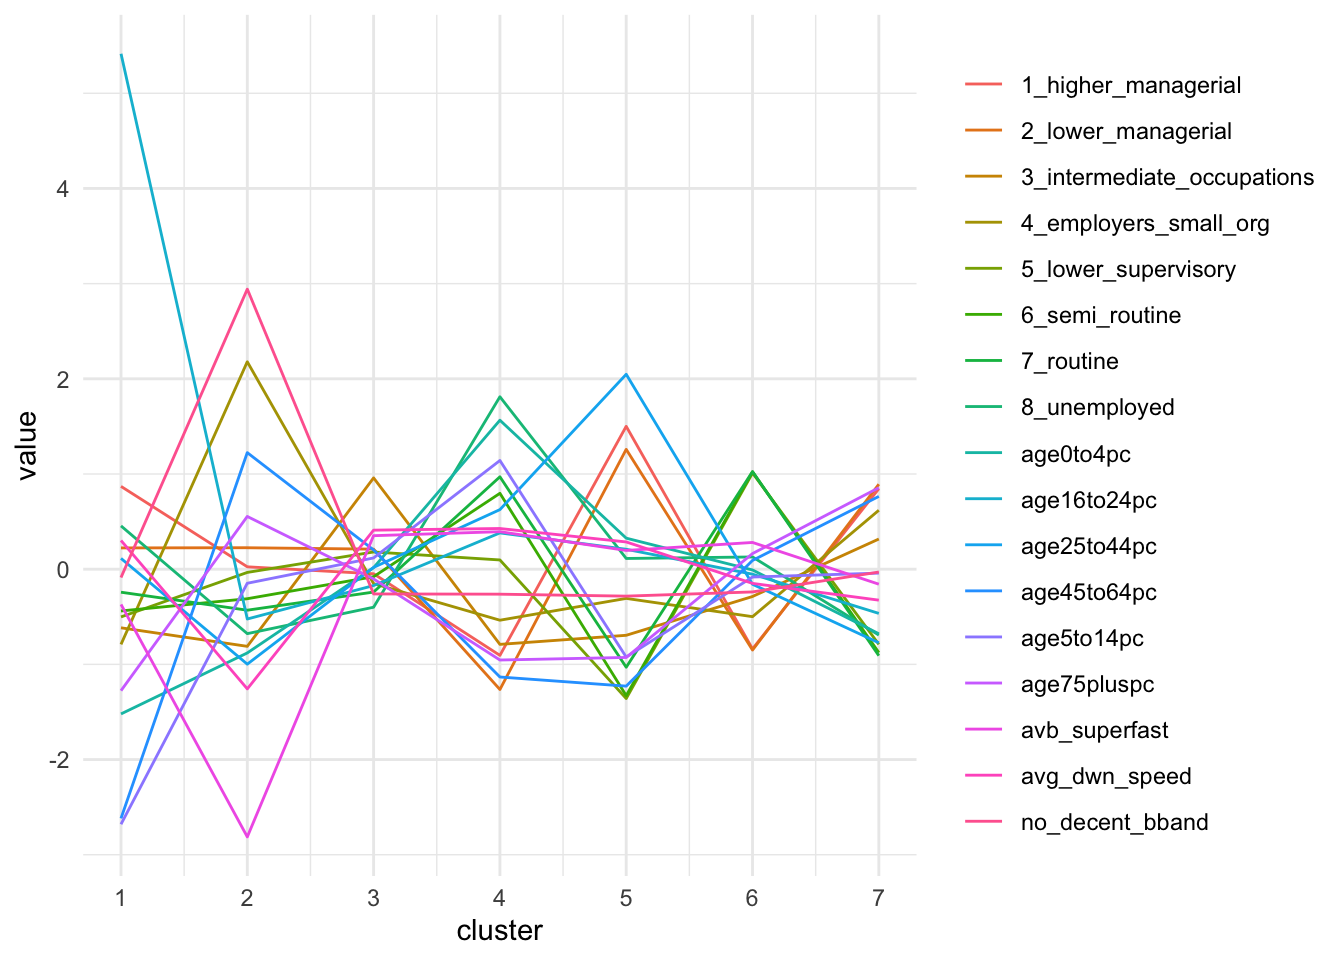 value
4
2
0
-2
1 2 3 4 5 6 7
cluster
1_higher_managerial
2_lower_managerial
3_intermediate_occupations
4_employers_small_org
5_lower_supervisory
6_semi_routine
7_routine
8_unemployed
age0to4pc
age16to24pc
age25to44pc
age45to64pc
age5to14pc
age75pluspc
avb_superfast
avg_dwn_speed
no_decent_bband